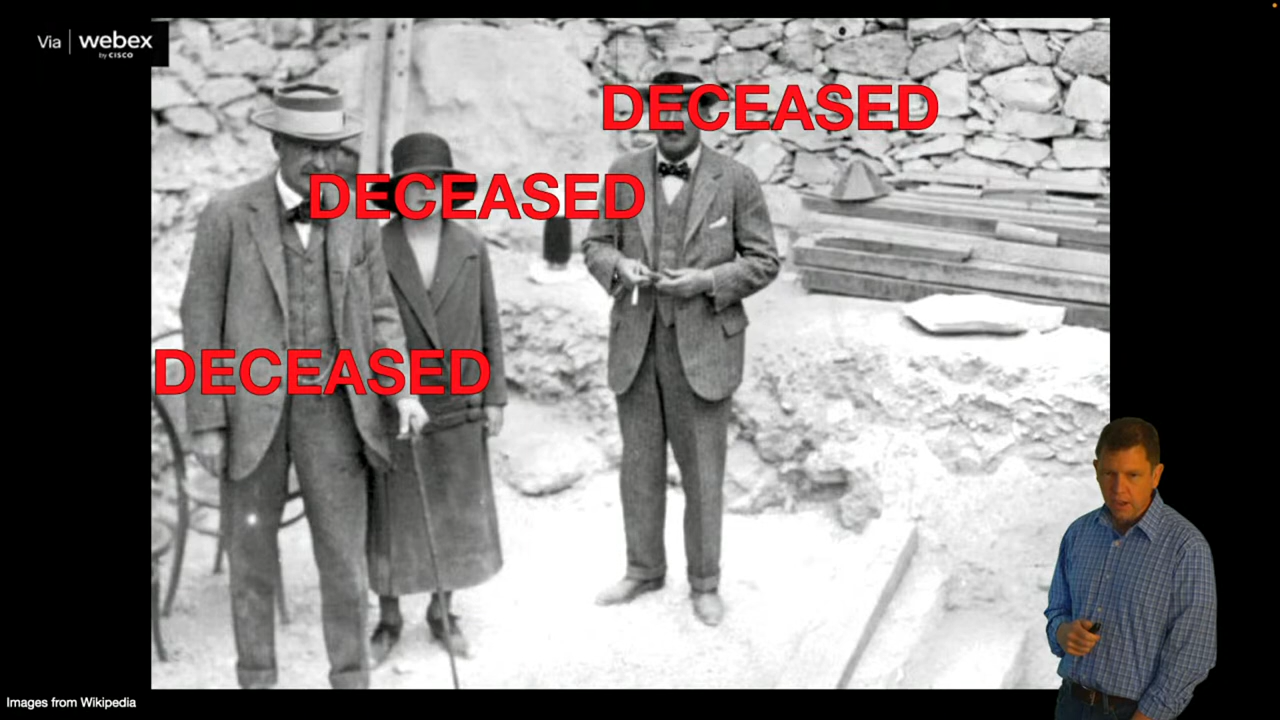 Via webex
by CISCO
DECEASED
DECEASED
DECEASED
Images from Wikipedia